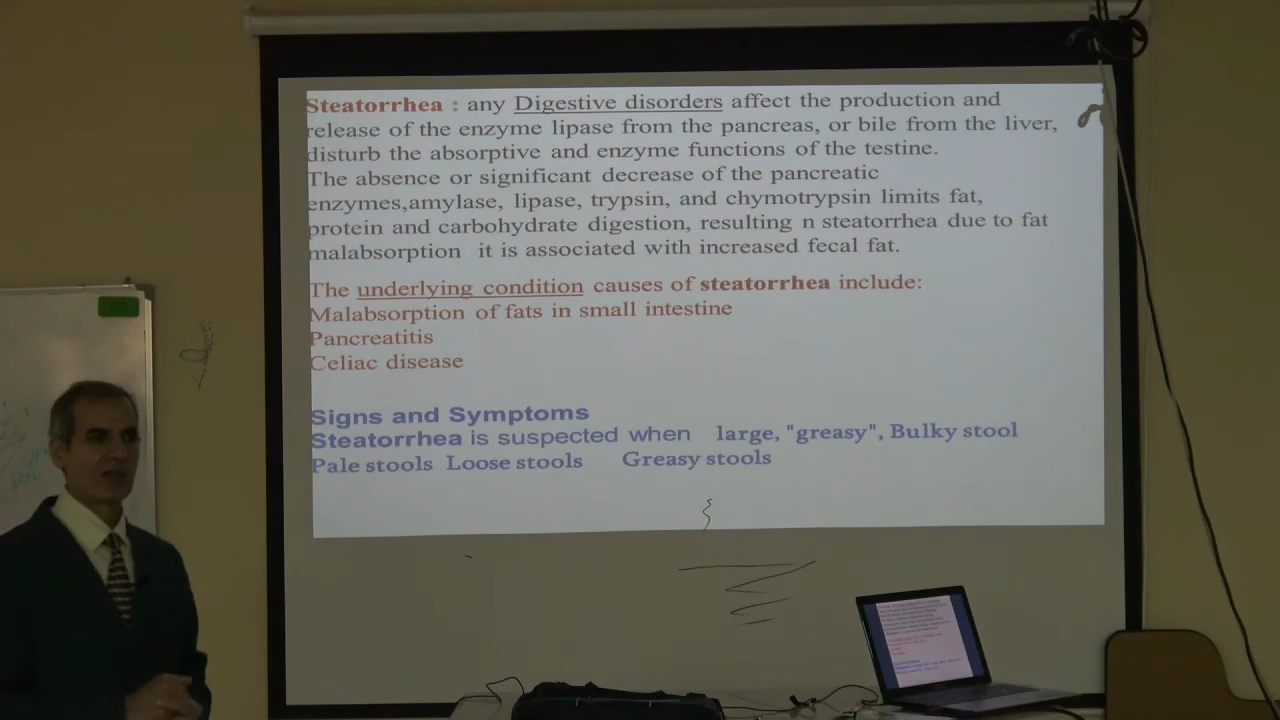 Steatorrhea : any Digestive disorders affect the production and
release of the enzyme lipase from the pancreas, or bile from the liver,
disturb the absorptive and enzyme functions of the testine.
The absence or significant decrease of the pancreatic
enzymes,amylase, lipase, trypsin, and chymotrypsin limits fat,
protein and carbohydrate digestion, resulting n steatorrhea due to fat
malabsorption it is associated with increased fecal fat.
The underlying condition causes of steatorrhea include:
Malabsorption of fats in small intestine
Pancreatitis
Celiac disease
Signs and Symptoms
Steatorrhea is suspected when large, "greasy", Bulky stool
Pale stools Loose stools Greasy stools